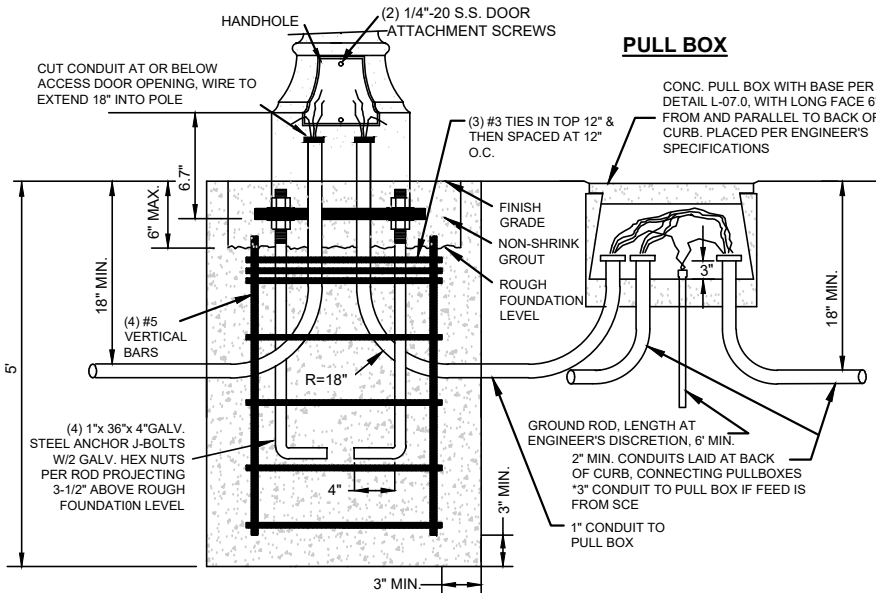 HANDHOLE
(2) 1/4"-20 S.S. DOOR
ATTACHMENT SCREWS
PULL BOX
CUT CONDUIT AT OR BELOW
ACCESS DOOR OPENING, WIRE TO
EXTEND 18" INTO POLE
CONC. PULL BOX WITH BASE PER
DETAIL L-07.0, WITH LONG FACE 6"
FROM AND PARALLEL TO BACK OF
CURB. PLACED PER ENGINEER'S
SPECIFICATIONS
(3) #3 TIES IN TOP 12" &
THEN SPACED AT 12"
O.C.
6.7"
6" MAX.
18" MIN.
5'
FINISH
GRADE
NON-SHRINK
GROUT
ROUGH
FOUNDATION
LEVEL
3"
18" MIN.
(4) #5
VERTICAL
BARS
R=18"
(4) 1"x 36"x 4"GALV.
STEEL ANCHOR J-BOLTS
W/2 GALV. HEX NUTS
PER ROD PROJECTING
3-1/2" ABOVE ROUGH
FOUNDATION LEVEL
4"
3" MIN.
3" MIN.
GROUND ROD, LENGTH AT
ENGINEER'S DISCRETION, 6' MIN.
2" MIN. CONDUITS LAID AT BACK
OF CURB, CONNECTING PULLBOXES
*3" CONDUIT TO PULL BOX IF FEED IS
FROM SCE
1" CONDUIT TO
PULL BOX